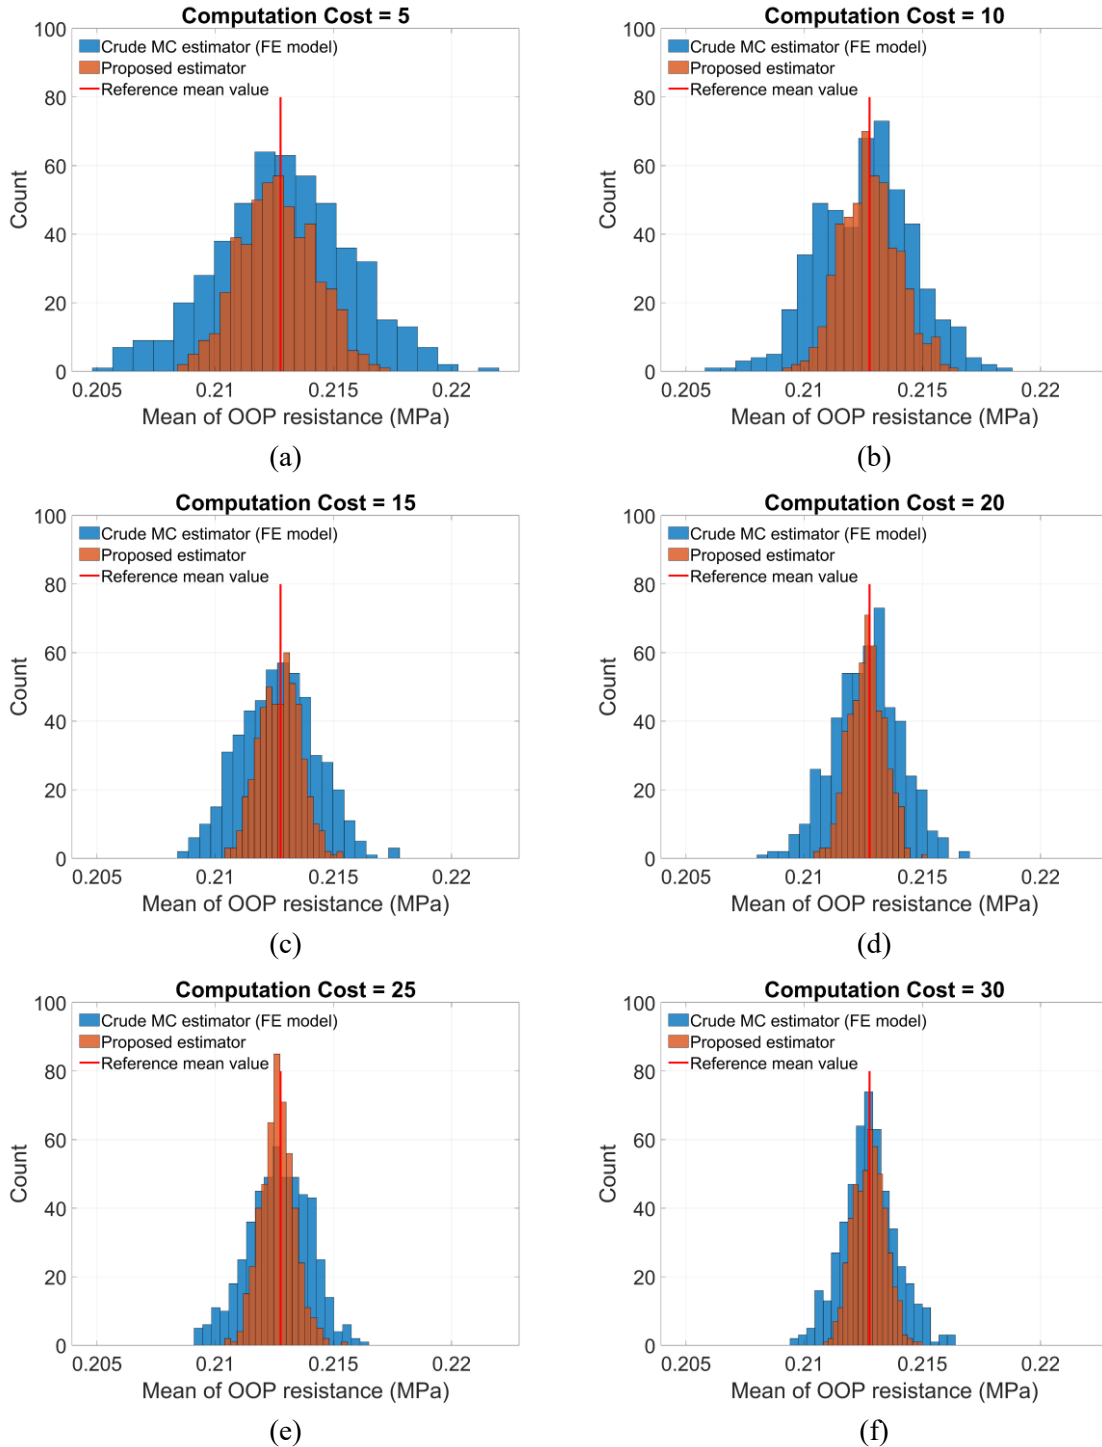 Computation Cost = 5
100
80
60
40
20
0
Count
Crude MC estimator (FE model)
Proposed estimator
Reference mean value
0.205 0.21 0.215 0.22
Mean of OOP resistance (MPa)
(a)
Computation Cost = 10
100
80
60
40
20
0
Count
Crude MC estimator (FE model)
Proposed estimator
Reference mean value
0.205 0.21 0.215 0.22
Mean of OOP resistance (MPa)
(b)
Computation Cost = 15
100
80
60
40
20
0
Count
Crude MC estimator (FE model)
Proposed estimator
Reference mean value
0.205 0.21 0.215 0.22
Mean of OOP resistance (MPa)
(c)
Computation Cost = 20
100
80
60
40
20
0
Count
Crude MC estimator (FE model)
Proposed estimator
Reference mean value
0.205 0.21 0.215 0.22
Mean of OOP resistance (MPa)
(d)
Computation Cost = 25
100
80
60
40
20
0
Count
Crude MC estimator (FE model)
Proposed estimator
Reference mean value
0.205 0.21 0.215 0.22
Mean of OOP resistance (MPa)
(e)
Computation Cost = 30
100
80
60
40
20
0
Count
Crude MC estimator (FE model)
Proposed estimator
Reference mean value
0.205 0.21 0.215 0.22
Mean of OOP resistance (MPa)
(f)